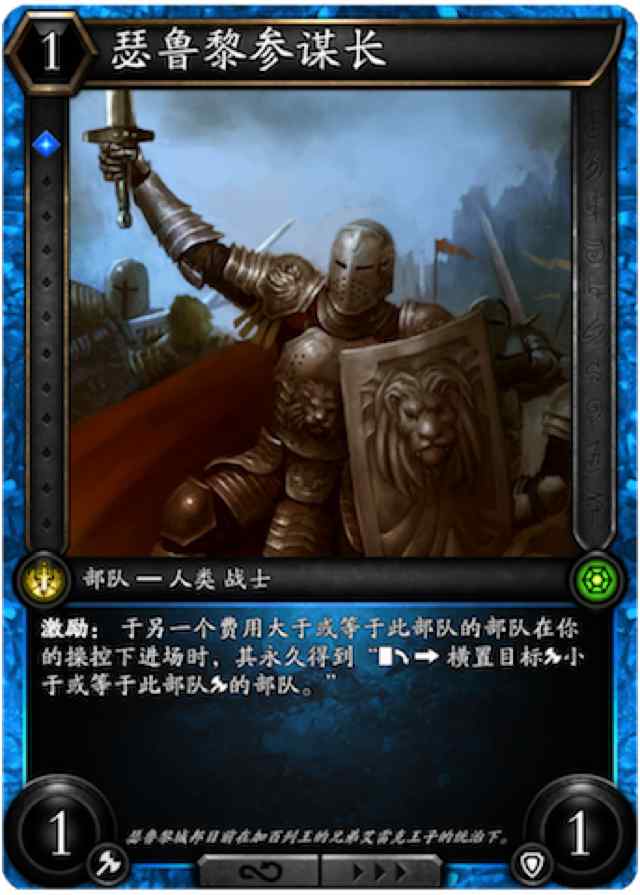 1
瑟鲁黎参谋长
部队 — 人类 战士
激励： 于另一个费用大于或等于此部队的部队在你
的操控下进场时，其永久得到 “ ➡ 横置目标小
于或等于此部队的部队。”
瑟鲁黎城邦目前在加百列王的兄弟艾雷克王子的统治下。
1
1